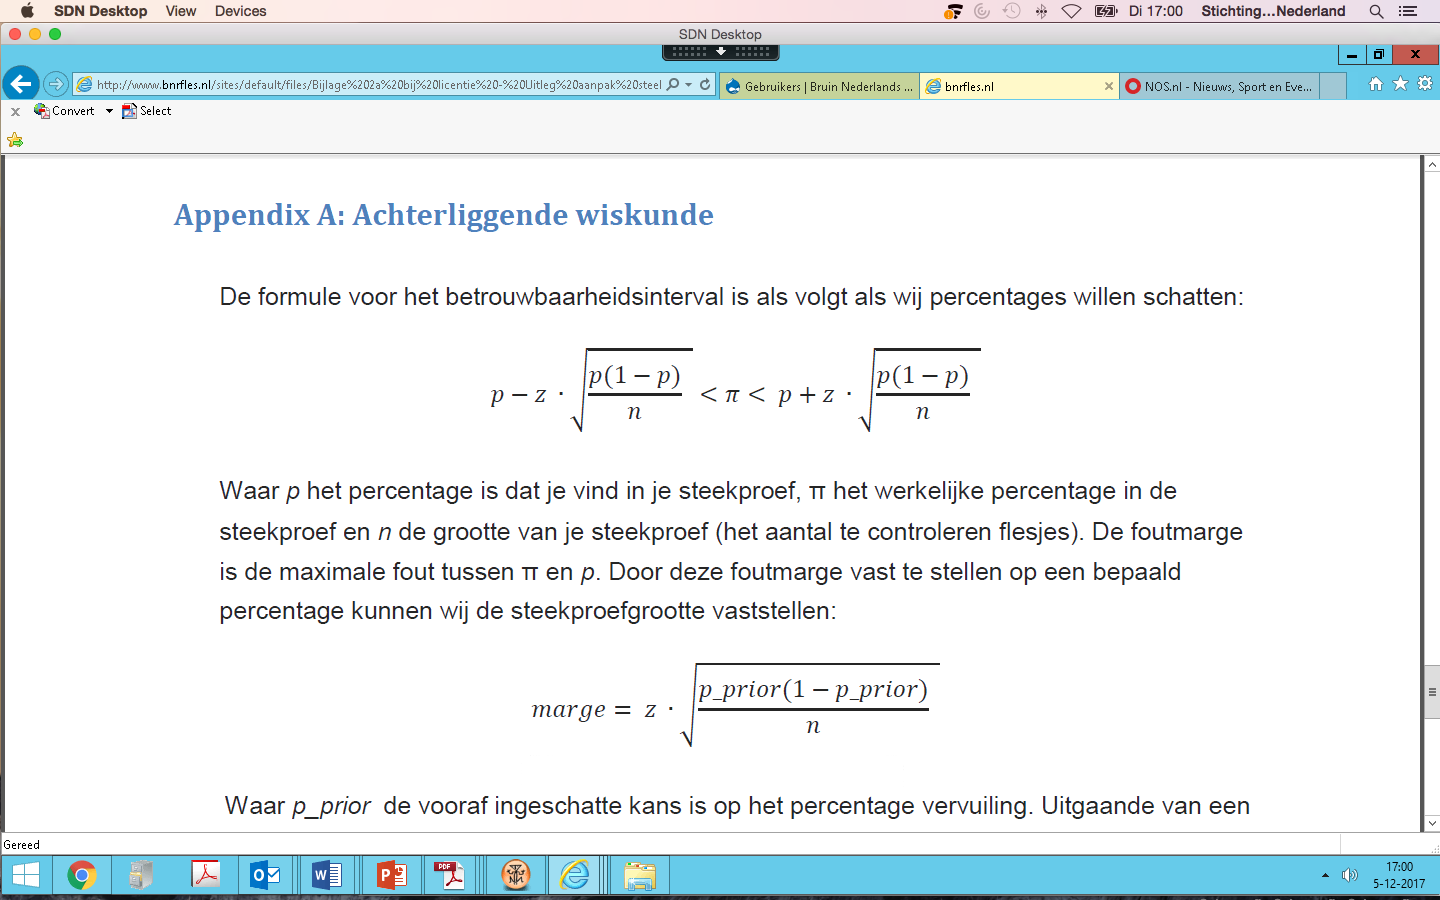 SDN Desktop View Devices Di 17:00 Stichting...Nederland
SDN Desktop
http://www.bnrfles.nl/sites/default/files/Bijlage%202a%20bij%20licentie%20-%20Uitleg%20aanpak%20steel
Gebruikers | Bruin Nederlands ... bnrfles.nl NOS.nl - Nieuws, Sport en Eve...
x Convert Select
Appendix A: Achterliggende wiskunde
De formule voor het betrouwbaarheidsinterval is als volgt als wij percentages willen schatten:
p − z · √(p(1 − p)/n) < π < p + z · √(p(1 − p)/n)
Waar p het percentage is dat je vind in je steekproef, π het werkelijke percentage in de
steekproef en n de grootte van je steekproef (het aantal te controleren flesjes). De foutmarge
is de maximale fout tussen π en p. Door deze foutmarge vast te stellen op een bepaald
percentage kunnen wij de steekproefgrootte vaststellen:
marge = z · √(p_prior(1 − p_prior)/n)
Waar p_prior de vooraf ingeschatte kans is op het percentage vervuiling. Uitgaande van een
Gereed
17:00
5-12-2017